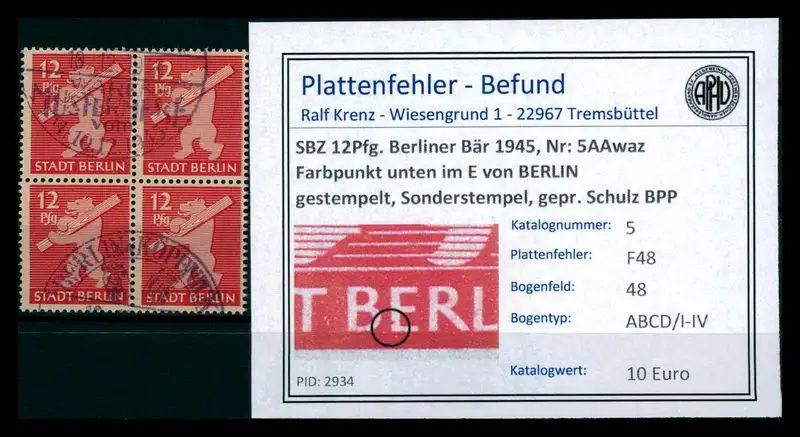 12
Pfg
STADT BERLIN
12
Pfg
STADT BERLIN
12
Pfg
STADT BERLIN
12
Pfg
STADT BERLIN
Plattenfehler - Befund
Ralf Krenz - Wiesengrund 1 - 22967 Tremsbüttel
APHV
SBZ 12Pfg. Berliner Bär 1945, Nr: 5AAwaz
Farbpunkt unten im E von BERLIN
gestempelt, Sonderstempel, gepr. Schulz BPP
T BERL
Katalognummer: 5
Plattenfehler: F48
Bogenfeld: 48
Bogentyp: ABCD/I-IV
Katalogwert: 10 Euro
PID: 2934